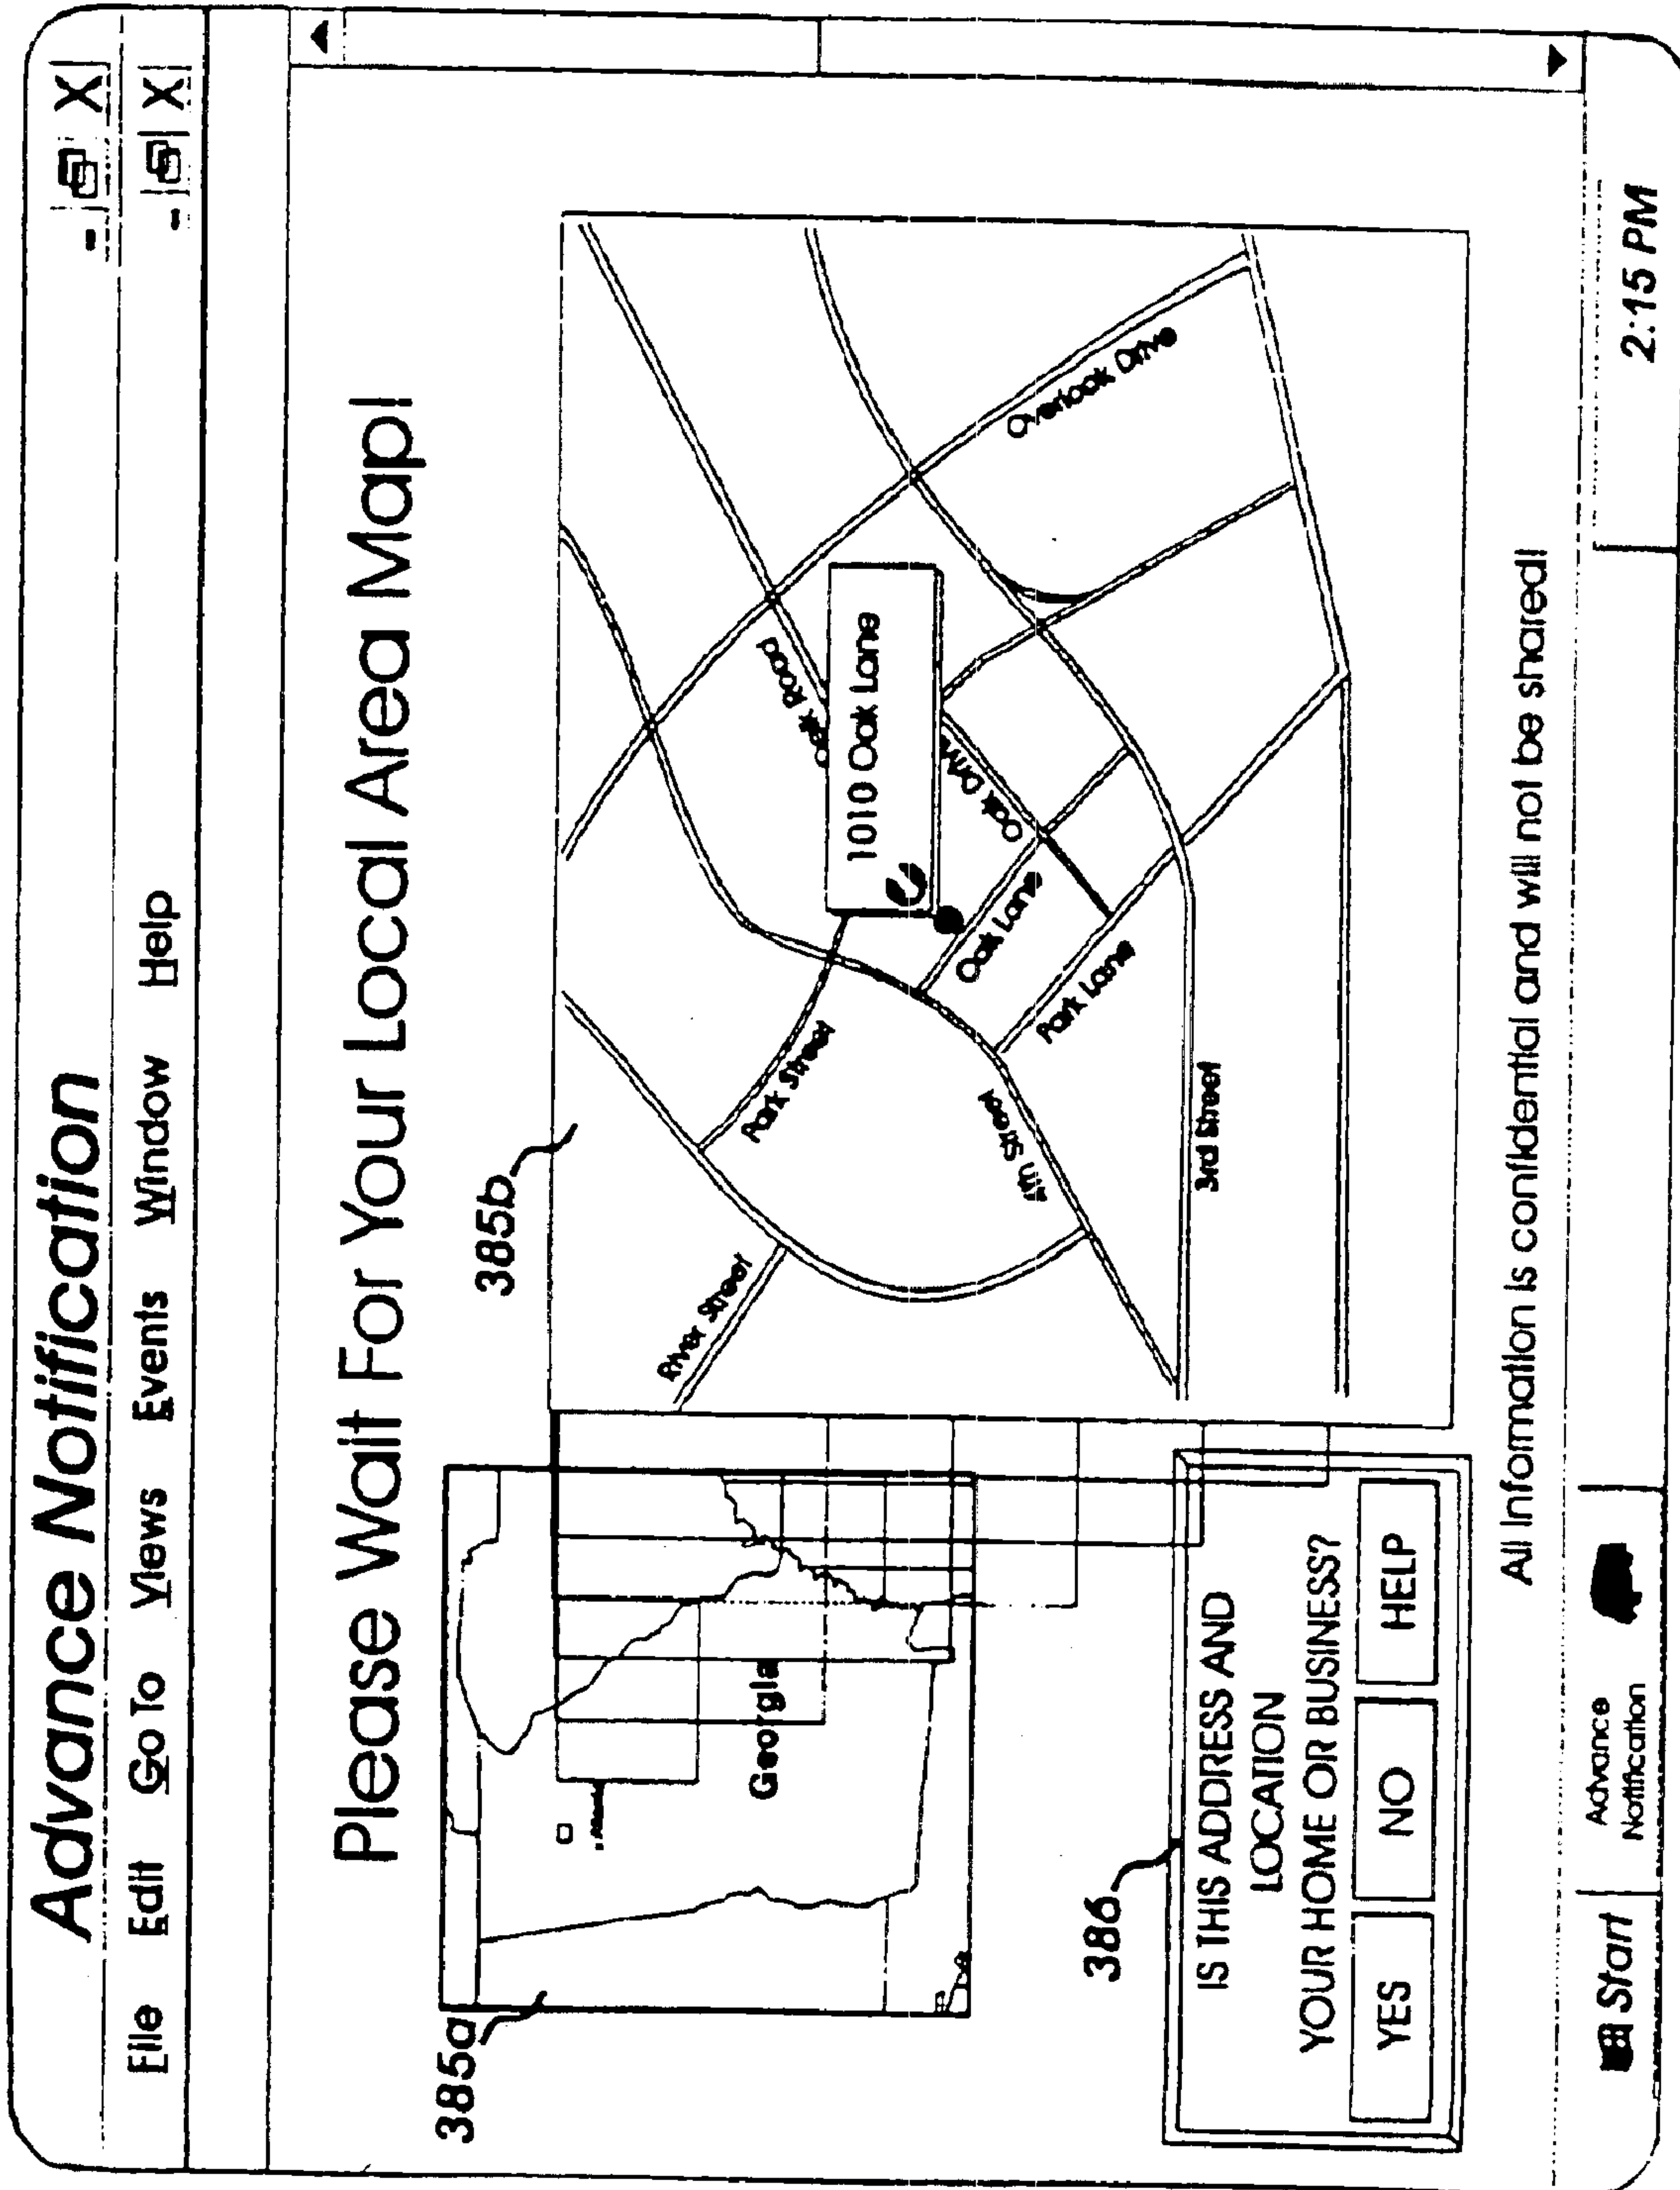 Advance Notification
File Edit Go To Views Events Window Help
Please Wait For Your Local Area Map!
385a
385b
Georgia
River Street
Park Street
Oak Road
1010 Oak Lane
Oak Drive
Oak Lane
Park Lane
Overlook Drive
3rd Street
386
IS THIS ADDRESS AND
LOCATION
YOUR HOME OR BUSINESS?
YES NO HELP
All Information is confidential and will not be shared!
Start
Advance
Notification
2:15 PM